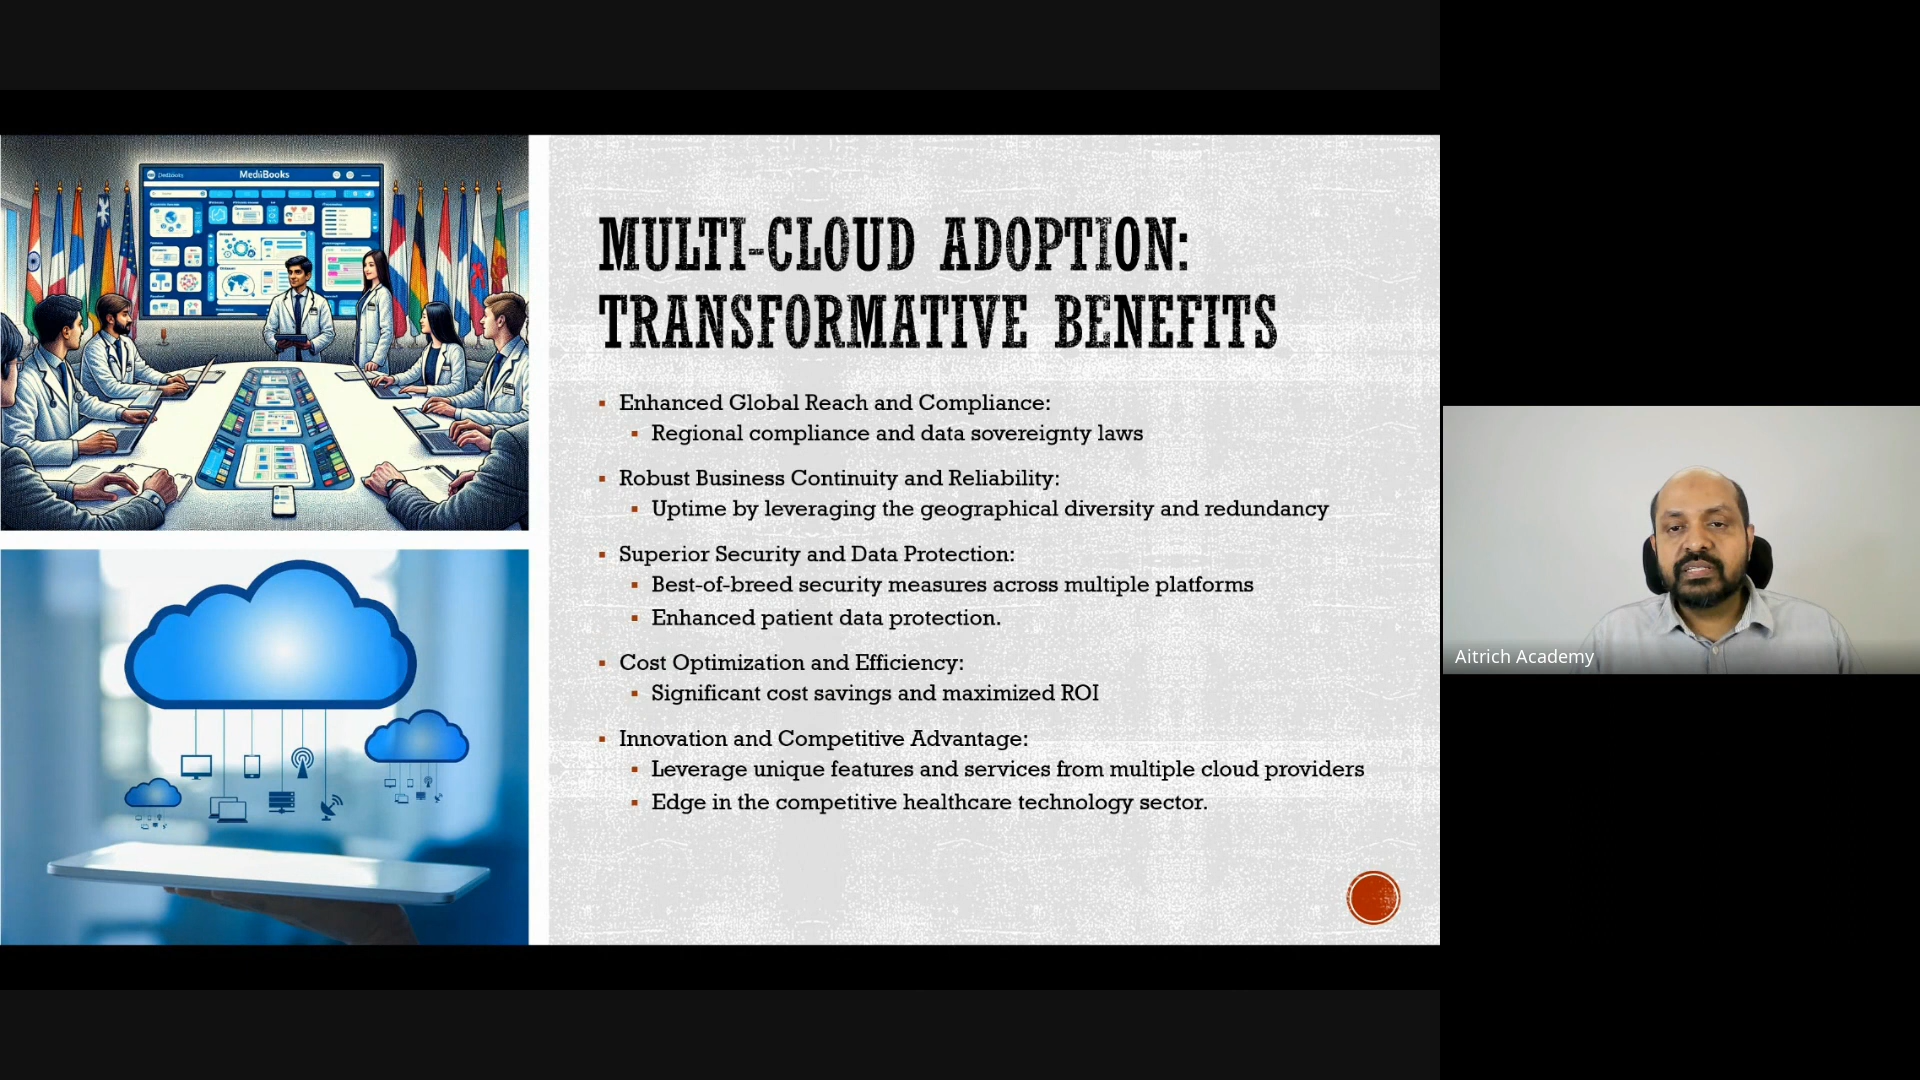 MediBooks
MULTI-CLOUD ADOPTION:
TRANSFORMATIVE BENEFITS
Enhanced Global Reach and Compliance:
Regional compliance and data sovereignty laws
Robust Business Continuity and Reliability:
Uptime by leveraging the geographical diversity and redundancy
Superior Security and Data Protection:
Best-of-breed security measures across multiple platforms
Enhanced patient data protection.
Cost Optimization and Efficiency:
Significant cost savings and maximized ROI
Innovation and Competitive Advantage:
Leverage unique features and services from multiple cloud providers
Edge in the competitive healthcare technology sector.
Aitrich Academy